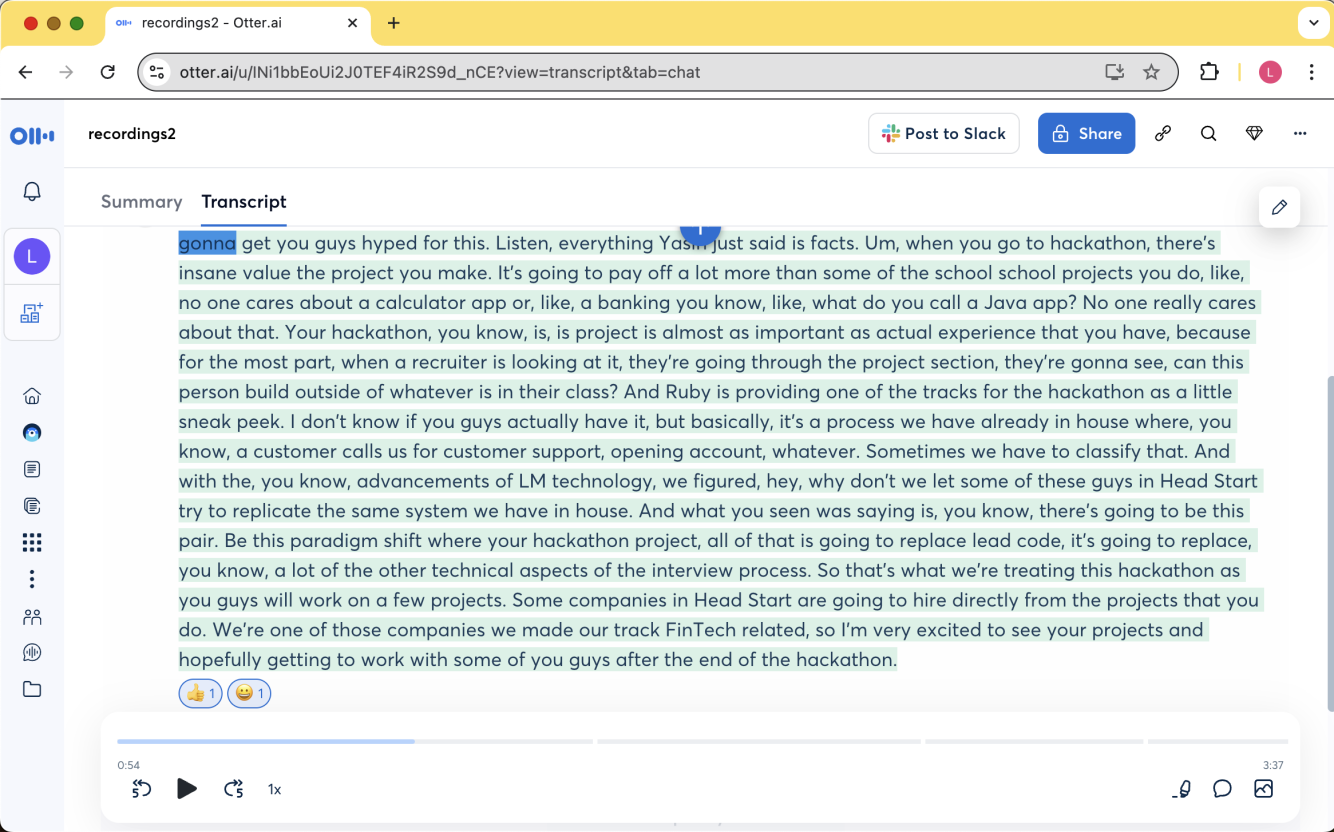 recordings2 - Otter.ai
otter.ai/u/INi1bbEoUi2J0TEF4iR2S9d_nCE?view=transcript&tab=chat
L
recordings2
Post to Slack
Share
L
Summary
Transcript
gonna get you guys hyped for this. Listen, everything Yasin just said is facts. Um, when you go to hackathon, there's
insane value the project you make. It's going to pay off a lot more than some of the school school projects you do, like,
no one cares about a calculator app or, like, a banking you know, like, what do you call a Java app? No one really cares
about that. Your hackathon, you know, is, is project is almost as important as actual experience that you have, because
for the most part, when a recruiter is looking at it, they're going through the project section, they're gonna see, can this
person build outside of whatever is in their class? And Ruby is providing one of the tracks for the hackathon as a little
sneak peek. I don't know if you guys actually have it, but basically, it's a process we have already in house where, you
know, a customer calls us for customer support, opening account, whatever. Sometimes we have to classify that. And
with the, you know, advancements of LM technology, we figured, hey, why don't we let some of these guys in Head Start
try to replicate the same system we have in house. And what you seen was saying is, you know, there's going to be this
pair. Be this paradigm shift where your hackathon project, all of that is going to replace lead code, it's going to replace,
you know, a lot of the other technical aspects of the interview process. So that's what we're treating this hackathon as
you guys will work on a few projects. Some companies in Head Start are going to hire directly from the projects that you
do. We're one of those companies we made our track FinTech related, so I'm very excited to see your projects and
hopefully getting to work with some of you guys after the end of the hackathon.
1
1
0:54
3:37
5
5
1x